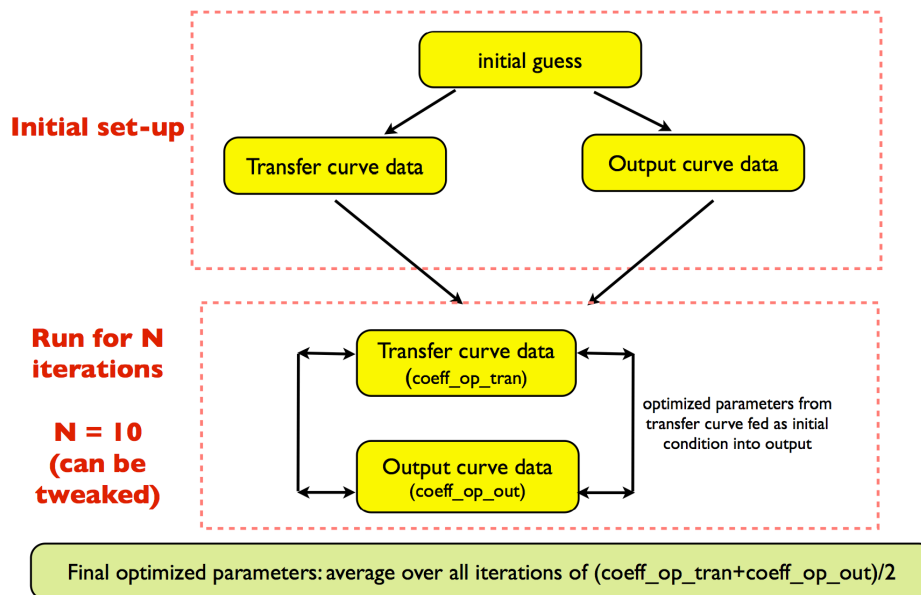 initial guess
Initial set-up
Transfer curve data
Output curve data
Run for N
iterations
N = 10
(can be
tweaked)
Transfer curve data
(coeff_op_tran)
Output curve data
(coeff_op_out)
optimized parameters from
transfer curve fed as initial
condition into output
Final optimized parameters: average over all iterations of (coeff_op_tran+coeff_op_out)/2